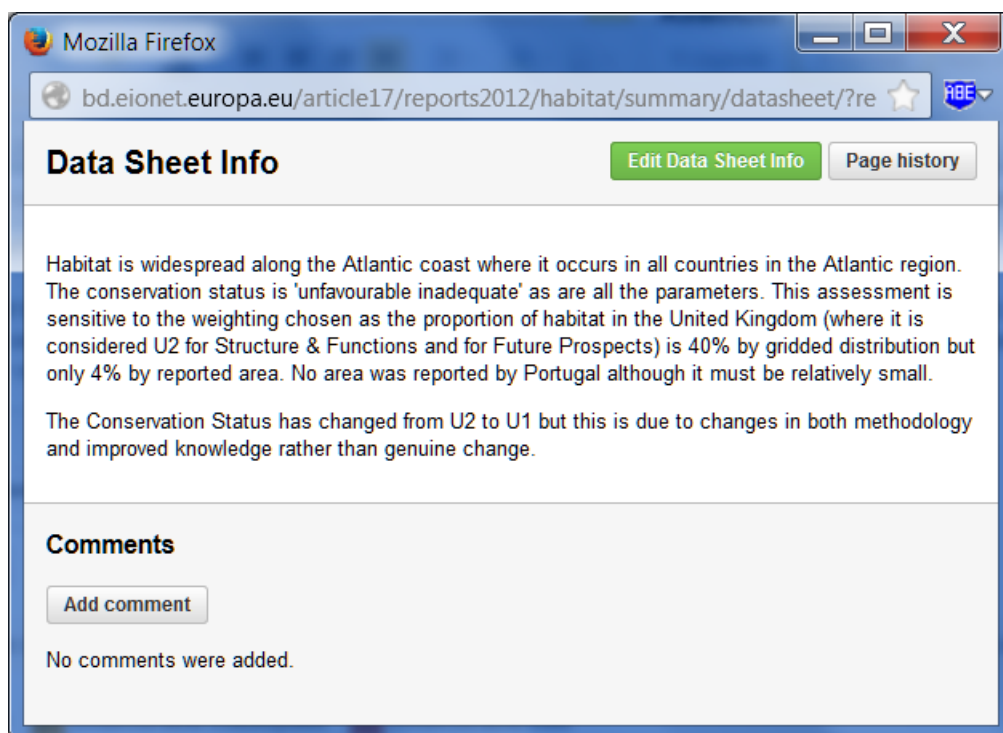 Mozilla Firefox
bd.eionet.europa.eu/article17/reports2012/habitat/summary/datasheet/?re
ABE
Data Sheet Info
Edit Data Sheet Info
Page history
Habitat is widespread along the Atlantic coast where it occurs in all countries in the Atlantic region.
The conservation status is 'unfavourable inadequate' as are all the parameters. This assessment is
sensitive to the weighting chosen as the proportion of habitat in the United Kingdom (where it is
considered U2 for Structure & Functions and for Future Prospects) is 40% by gridded distribution but
only 4% by reported area. No area was reported by Portugal although it must be relatively small.
The Conservation Status has changed from U2 to U1 but this is due to changes in both methodology
and improved knowledge rather than genuine change.
Comments
Add comment
No comments were added.